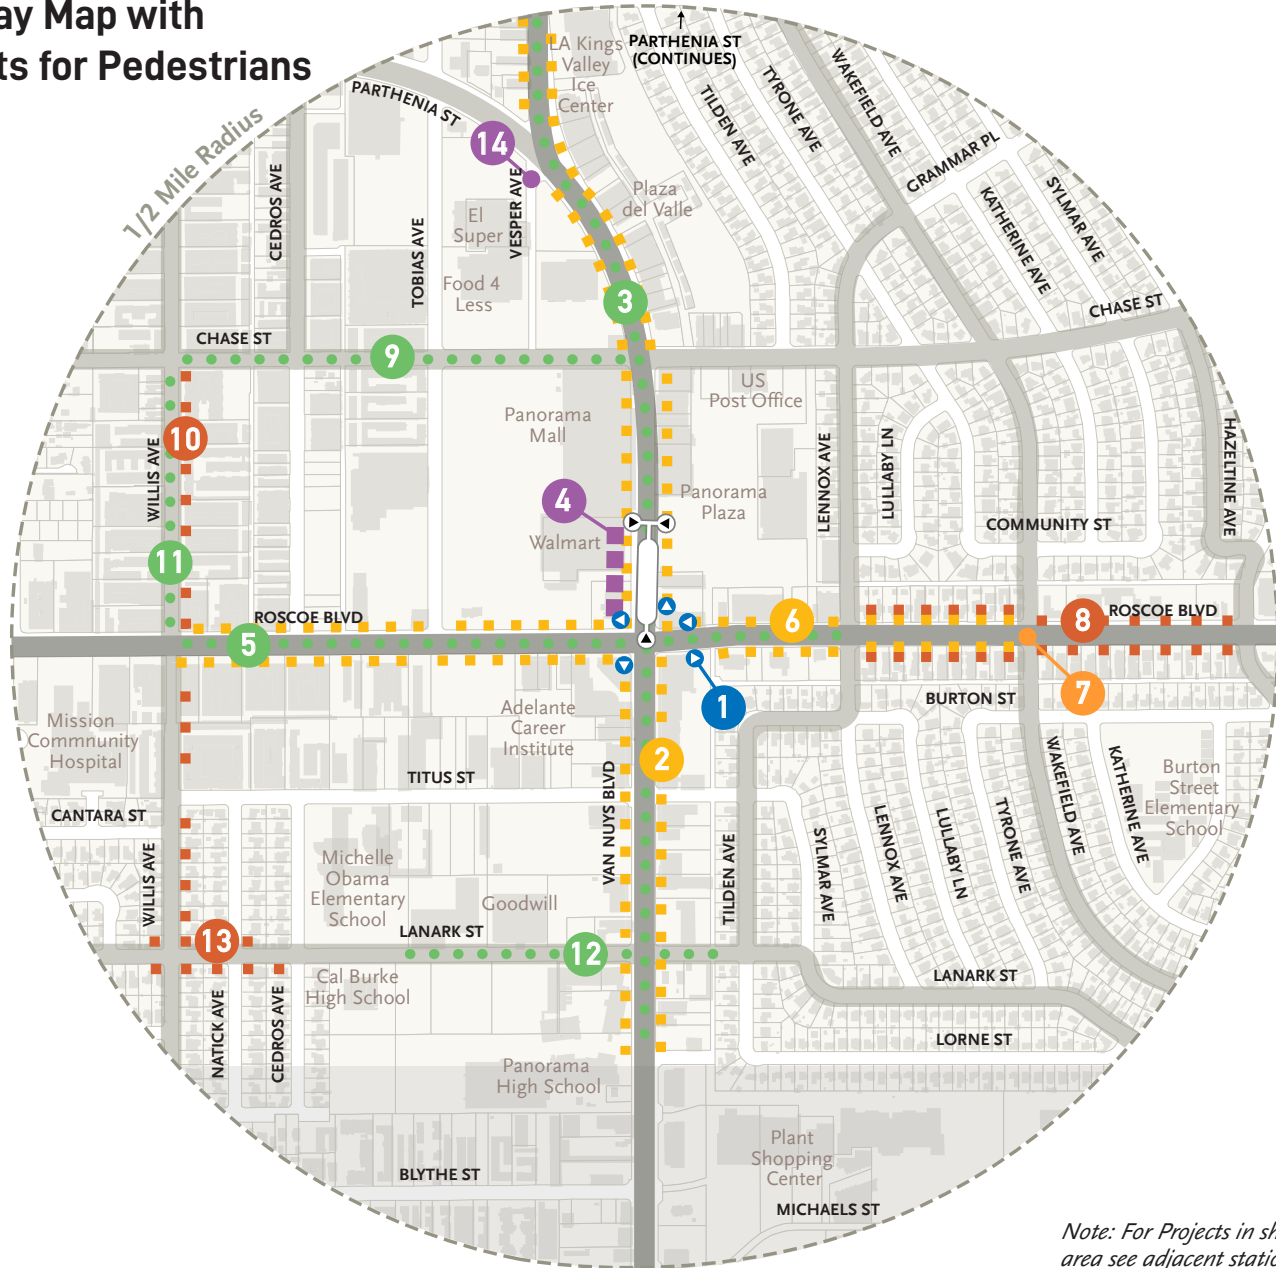 ay Map with
ts for Pedestrians
1/2 Mile Radius
PARTHENIA ST
LA Kings
Valley
Ice
Center
PARTHENIA ST
(CONTINUES)
TILDEN AVE
TYRONE AVE
WAKEFIELD AVE
GRAMMAR PL
KATHERINE AVE
SYLMAR AVE
CHASE ST
14
VESPER AVE
CEDROS AVE
TOBIAS AVE
El
Super
Food 4
Less
Plaza
del Valle
3
CHASE ST
9
US
Post Office
Panorama
Mall
10
WILLIS AVE
LENNOX AVE
LULLABY LN
HAZELTINE AVE
4
Panorama
Plaza
Walmart
COMMUNITY ST
11
ROSCOE BLVD
5
6
8
ROSCOE BLVD
7
1
BURTON ST
Mission
Commnunity
Hospital
Adelante
Career
Institute
2
TITUS ST
VAN NUYS BLVD
CANTARA ST
WILLIS AVE
Michelle
Obama
Elementary
School
Goodwill
TILDEN AVE
SYLMAR AVE
LENNOX AVE
LULLABY LN
TYRONE AVE
WAKEFIELD AVE
KATHERINE AVE
Burton
Street
Elementary
School
LANARK ST
13
12
Cal Burke
High School
LANARK ST
NATICK AVE
CEDROS AVE
LORNE ST
Panorama
High School
Plant
Shopping
Center
BLYTHE ST
MICHAELS ST
Note: For Projects in sh
area see adjacent statio